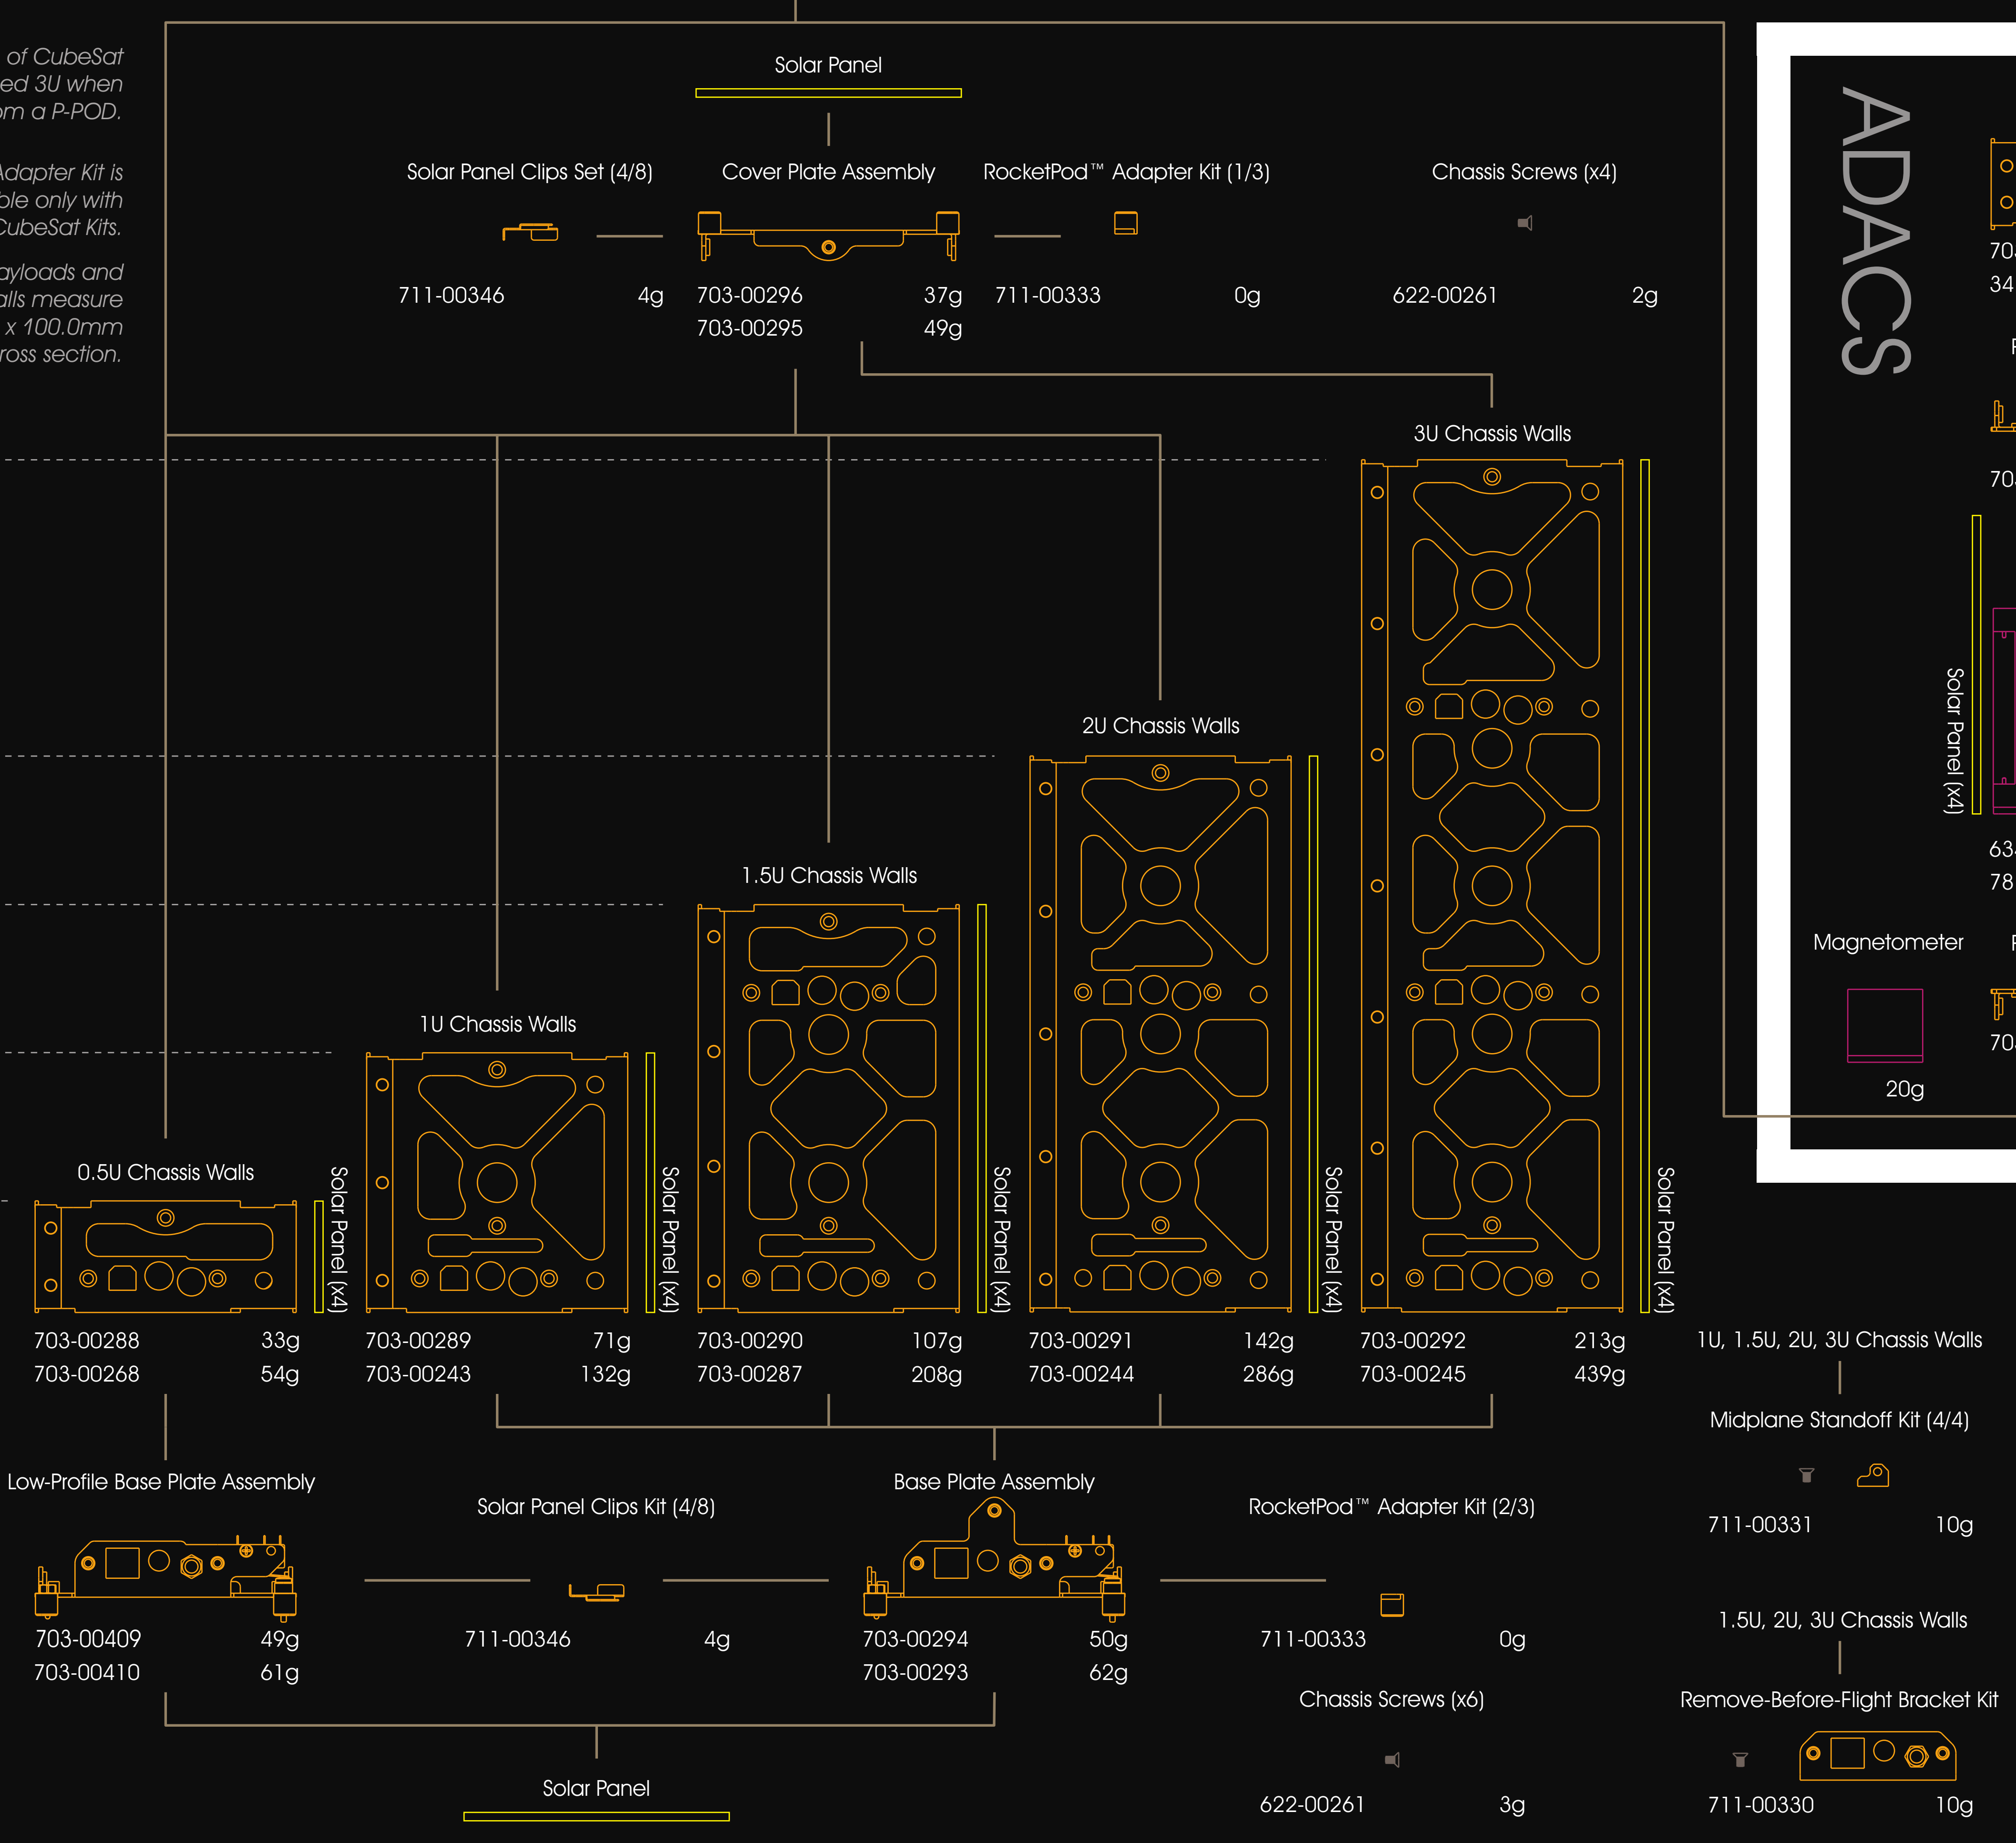 of CubeSat
ed 3U when
om a P-POD.
Adapter Kit is
ble only with
CubeSat Kits.
ayloads and
alls measure
x 100.0mm
ross section.
Solar Panel
Solar Panel Clips Set (4/8)
Cover Plate Assembly
RocketPod™ Adapter Kit (1/3)
Chassis Screws (x4)
711-00346 4g
703-00296 37g
703-00295 49g
711-00333 0g
622-00261 2g
3U Chassis Walls
2U Chassis Walls
1.5U Chassis Walls
1U Chassis Walls
0.5U Chassis Walls
Solar Panel (x4)
Solar Panel (x4)
Solar Panel (x4)
Solar Panel (x4)
Solar Panel (x4)
703-00288 33g
703-00268 54g
703-00289 71g
703-00243 132g
703-00290 107g
703-00287 208g
703-00291 142g
703-00244 286g
703-00292 213g
703-00245 439g
Low-Profile Base Plate Assembly
703-00409 49g
703-00410 61g
Solar Panel Clips Kit (4/8)
711-00346 4g
Base Plate Assembly
703-00294 50g
703-00293 62g
RocketPod™ Adapter Kit (2/3)
711-00333 0g
Chassis Screws (x6)
622-00261 3g
Solar Panel
1U, 1.5U, 2U, 3U Chassis Walls
Midplane Standoff Kit (4/4)
711-00331 10g
1.5U, 2U, 3U Chassis Walls
Remove-Before-Flight Bracket Kit
711-00330 10g
ADACS
70
34
70
Solar Panel (x4)
63
78
Magnetometer
20g
70